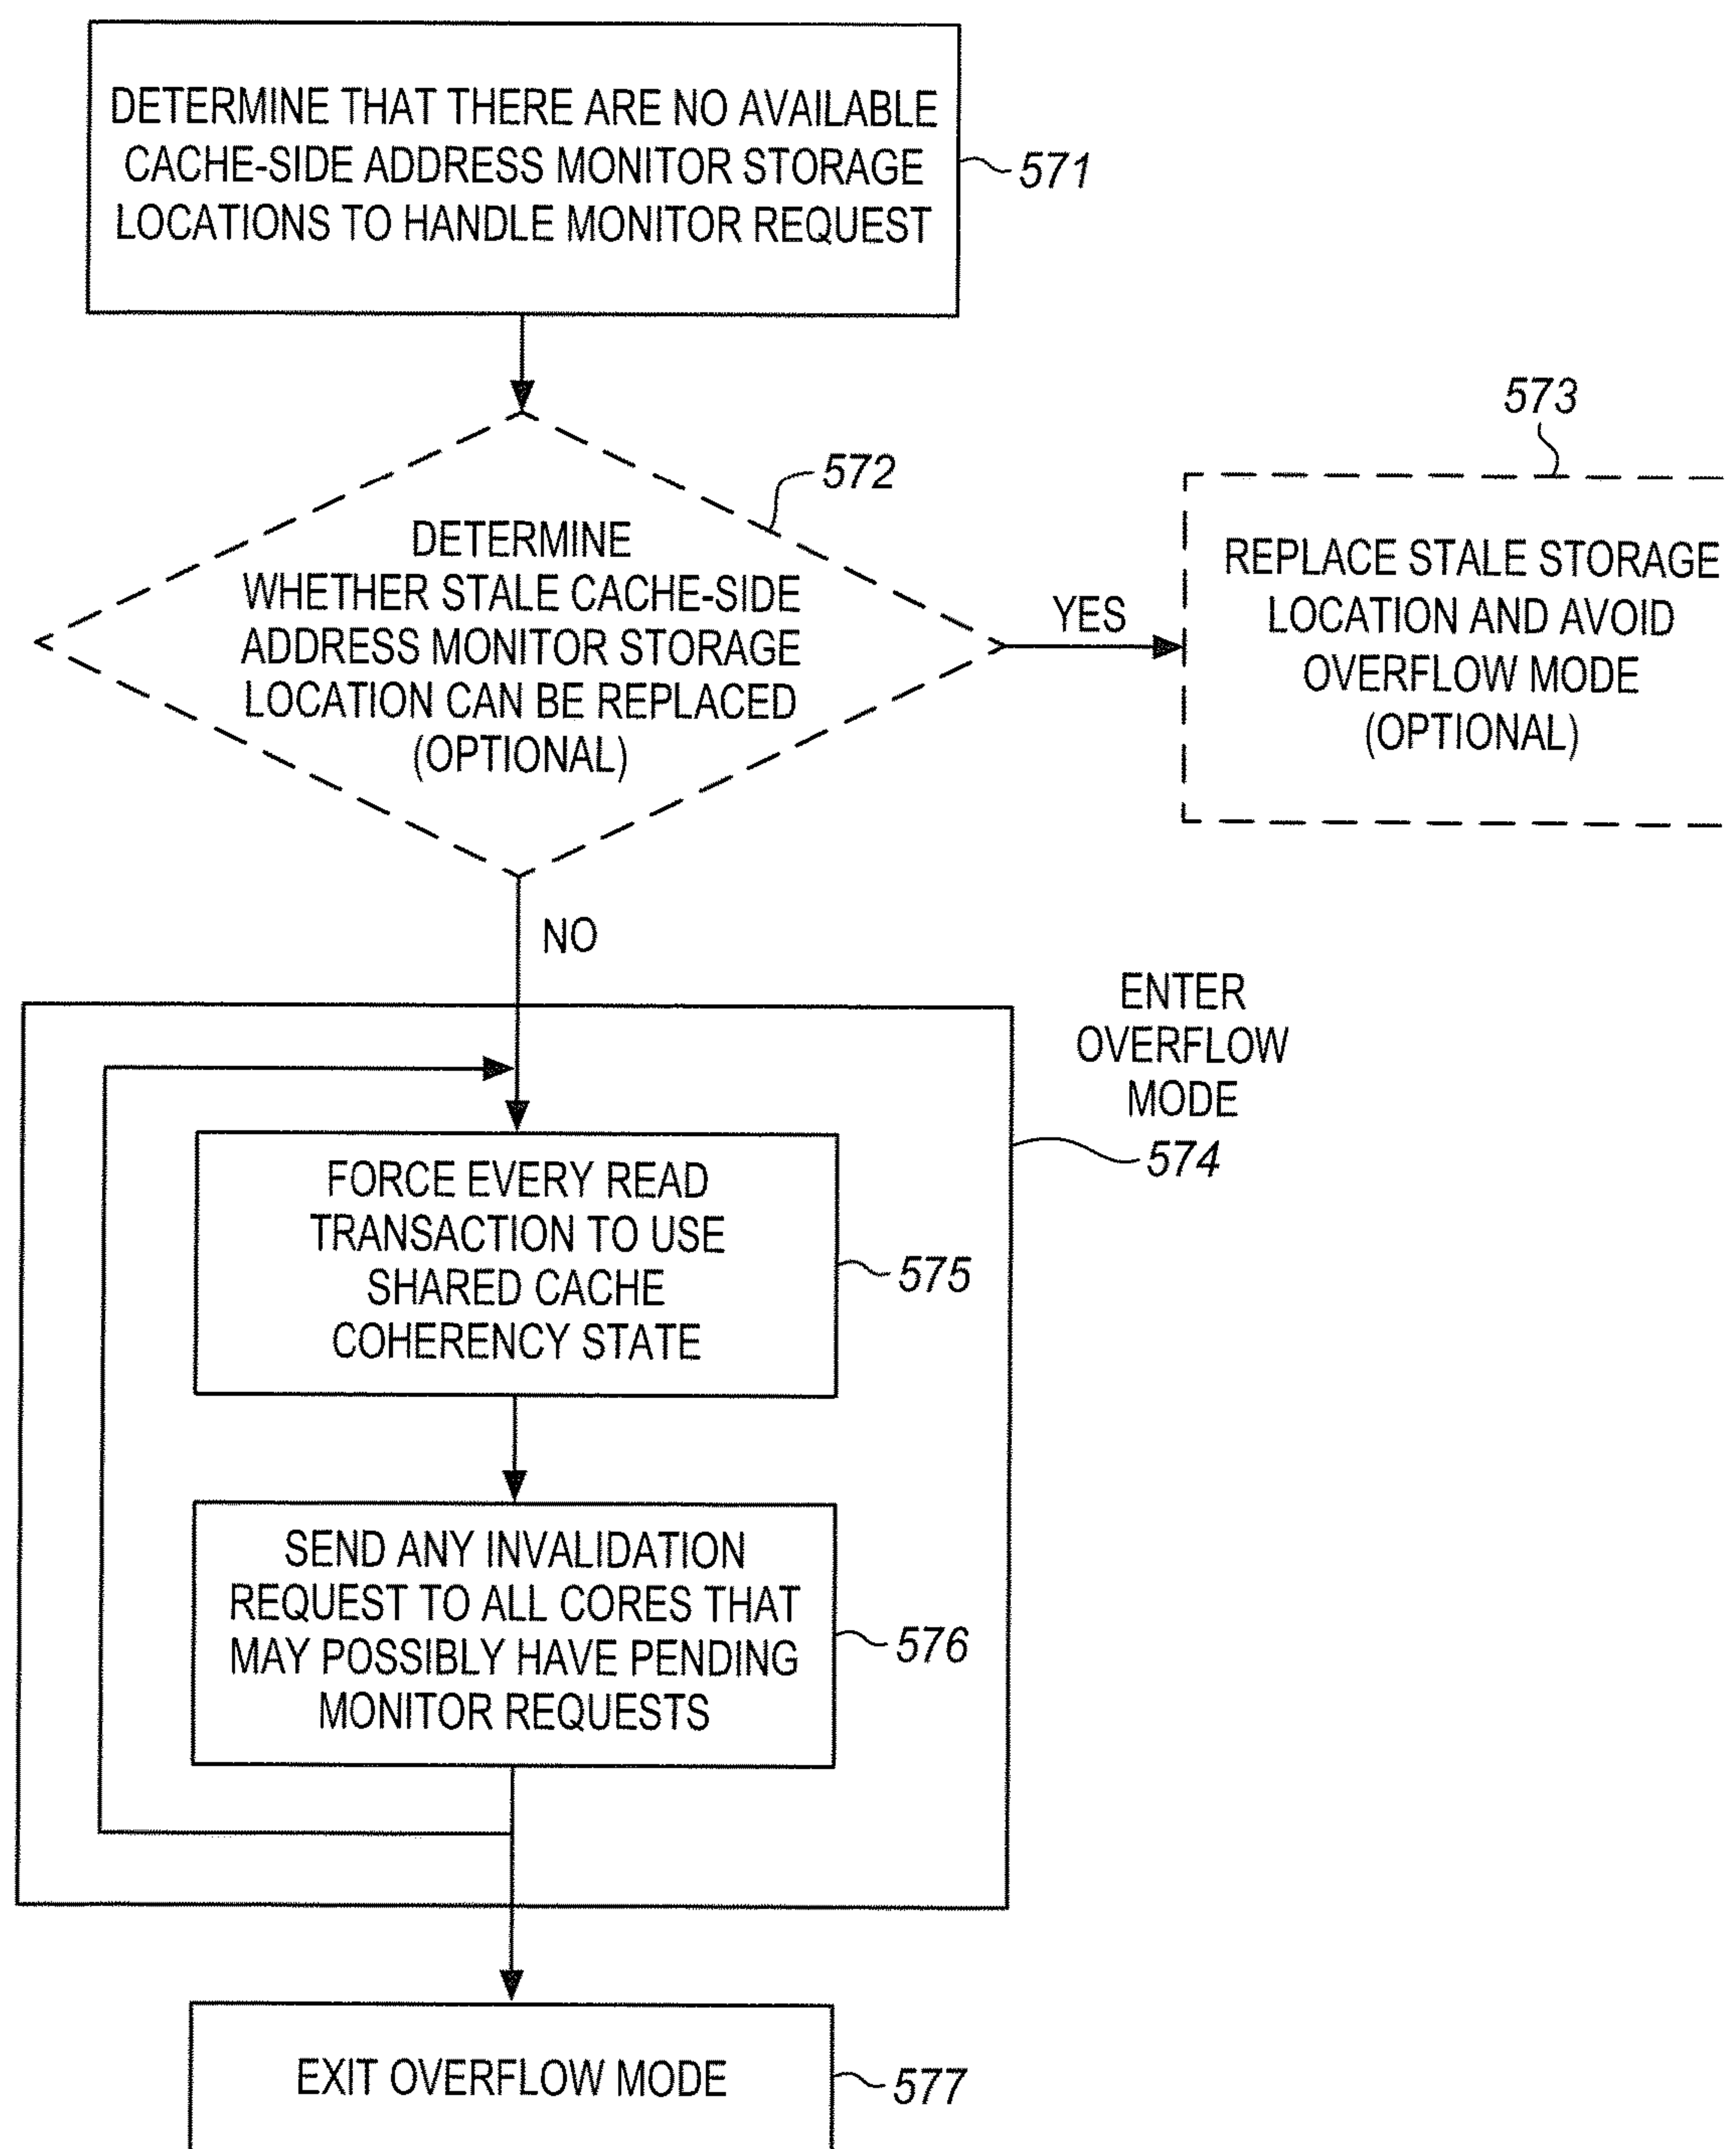 DETERMINE THAT THERE ARE NO AVAILABLE
CACHE-SIDE ADDRESS MONITOR STORAGE
LOCATIONS TO HANDLE MONITOR REQUEST
571
572
DETERMINE
WHETHER STALE CACHE-SIDE
ADDRESS MONITOR STORAGE
LOCATION CAN BE REPLACED
(OPTIONAL)
YES
573
REPLACE STALE STORAGE
LOCATION AND AVOID
OVERFLOW MODE
(OPTIONAL)
NO
ENTER
OVERFLOW
MODE
574
FORCE EVERY READ
TRANSACTION TO USE
SHARED CACHE
COHERENCY STATE
575
SEND ANY INVALIDATION
REQUEST TO ALL CORES THAT
MAY POSSIBLY HAVE PENDING
MONITOR REQUESTS
576
EXIT OVERFLOW MODE
577